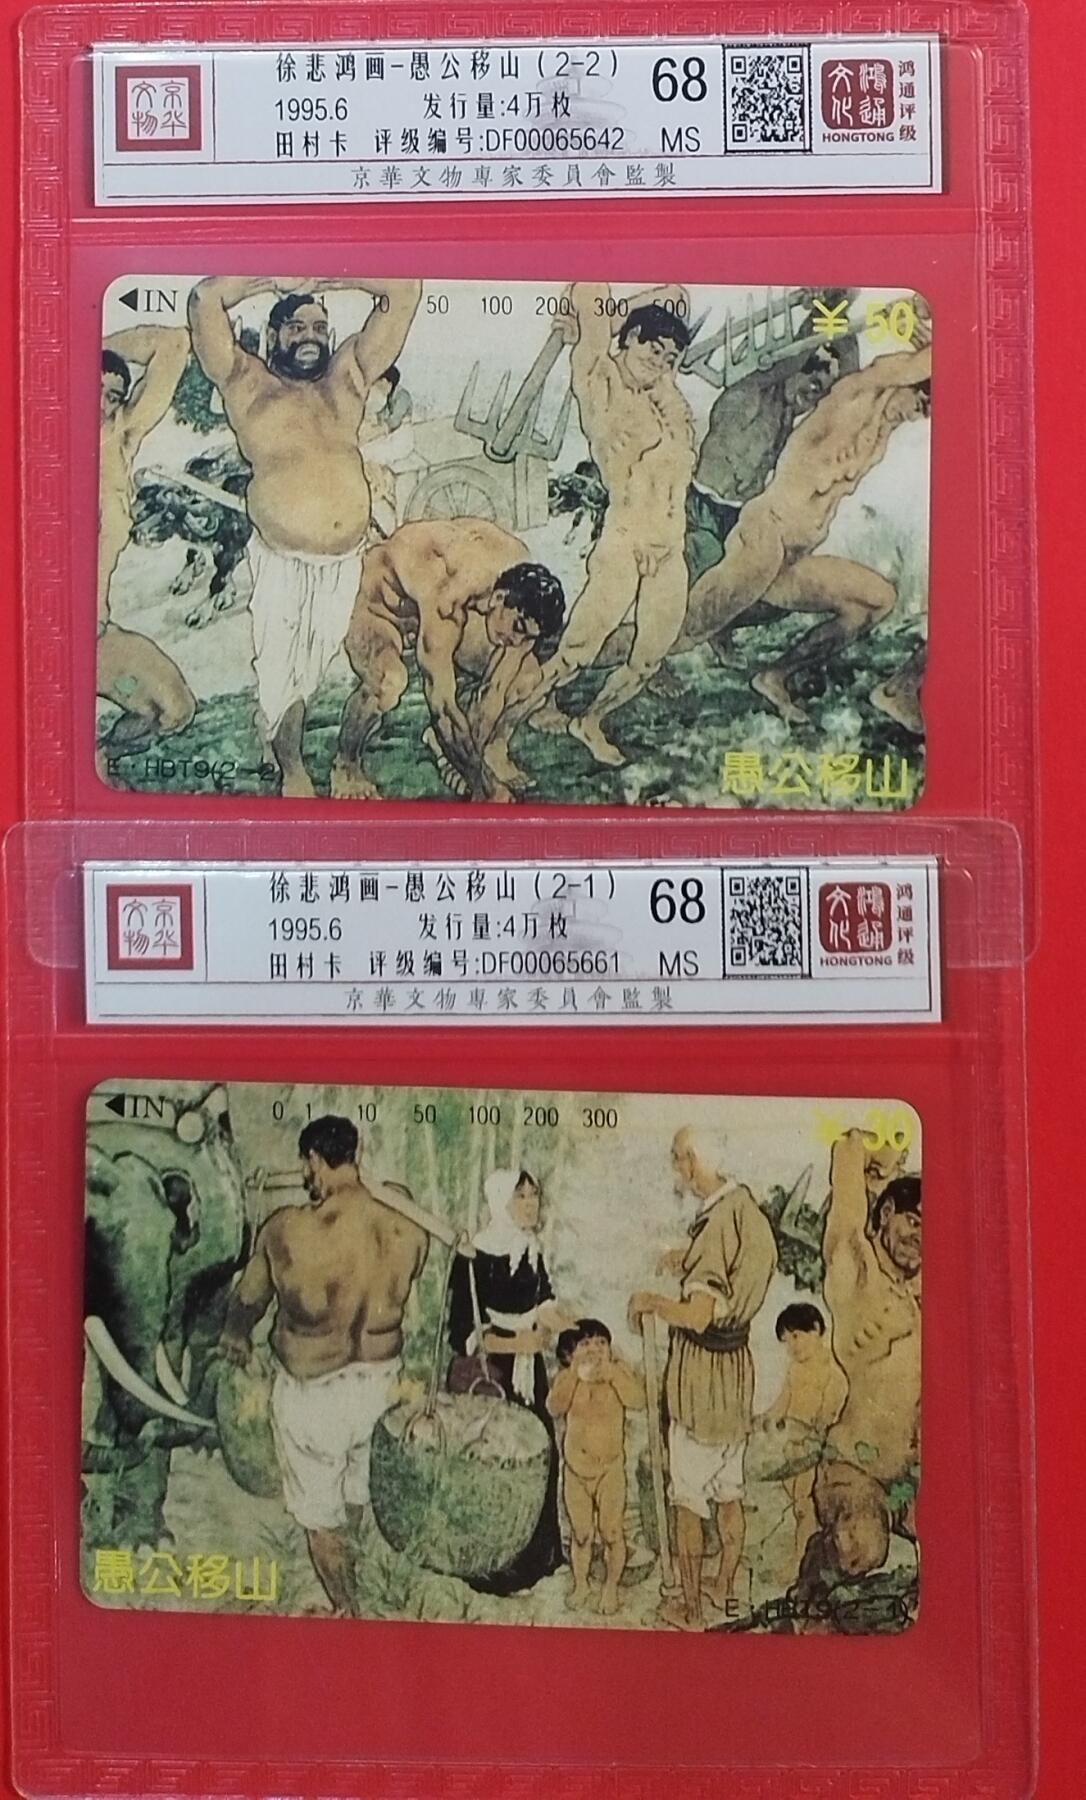 徐悲鸿画-愚公移山(2-2)
1995.6 发行量:4万枚
田村卡 评级编号:DF00065642
68
MS
京华文物
鸿通文化
HONGTONG
鸿通评级
京華文物專家委員會監製
◀IN 1 10 50 100 200 300 500
¥50
E·HBT9(2-2)
愚公移山
徐悲鸿画-愚公移山(2-1)
1995.6 发行量:4万枚
田村卡 评级编号:DF00065661
68
MS
京华文物
鸿通文化
HONGTONG
鸿通评级
京華文物專家委員會監製
◀IN 0 1 10 50 100 200 300
¥30
愚公移山
E·HBT9(2-1)